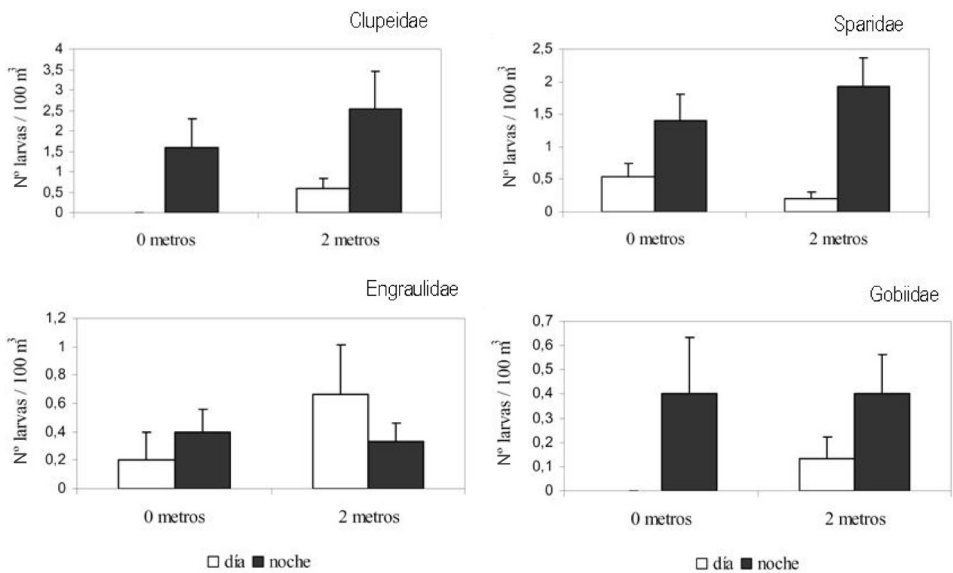 Clupeidae
Nº larvas / 100 m³
4
3,5
3
2,5
2
1,5
1
0,5
0
0 metros
2 metros
Sparidae
Nº larvas / 100 m³
2,5
2
1,5
1
0,5
0
0 metros
2 metros
Engraulidae
Nº larvas / 100 m³
1,2
1
0,8
0,6
0,4
0,2
0
0 metros
2 metros
día noche
Gobiidae
Nº larvas / 100 m³
0,7
0,6
0,5
0,4
0,3
0,2
0,1
0
0 metros
2 metros
día noche